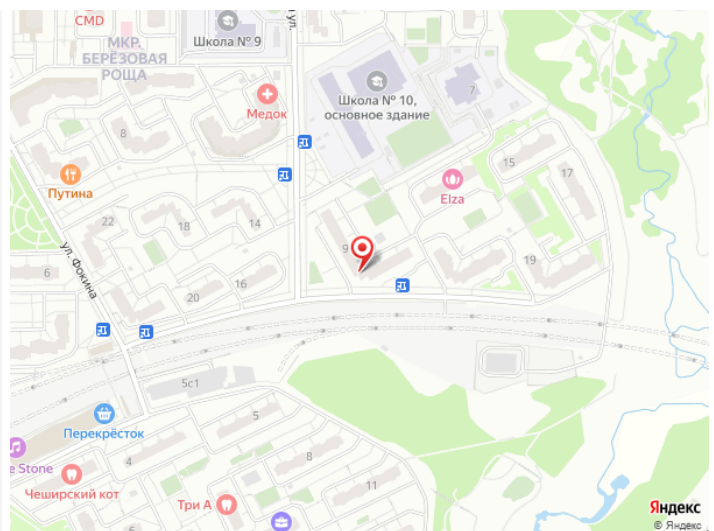 CMD
ул.
МКР.
БЕРЁЗОВАЯ
РОЩА
Школа № 9
Медок
8
Школа № 10,
основное здание
7
15
17
Elza
Путина
22
18
14
9
19
6
ул. Фокина
20
16
5с1
5
Перекрёсток
4
8
e Stone
Чеширский кот
11
Три А
Яндекс
© Яндекс